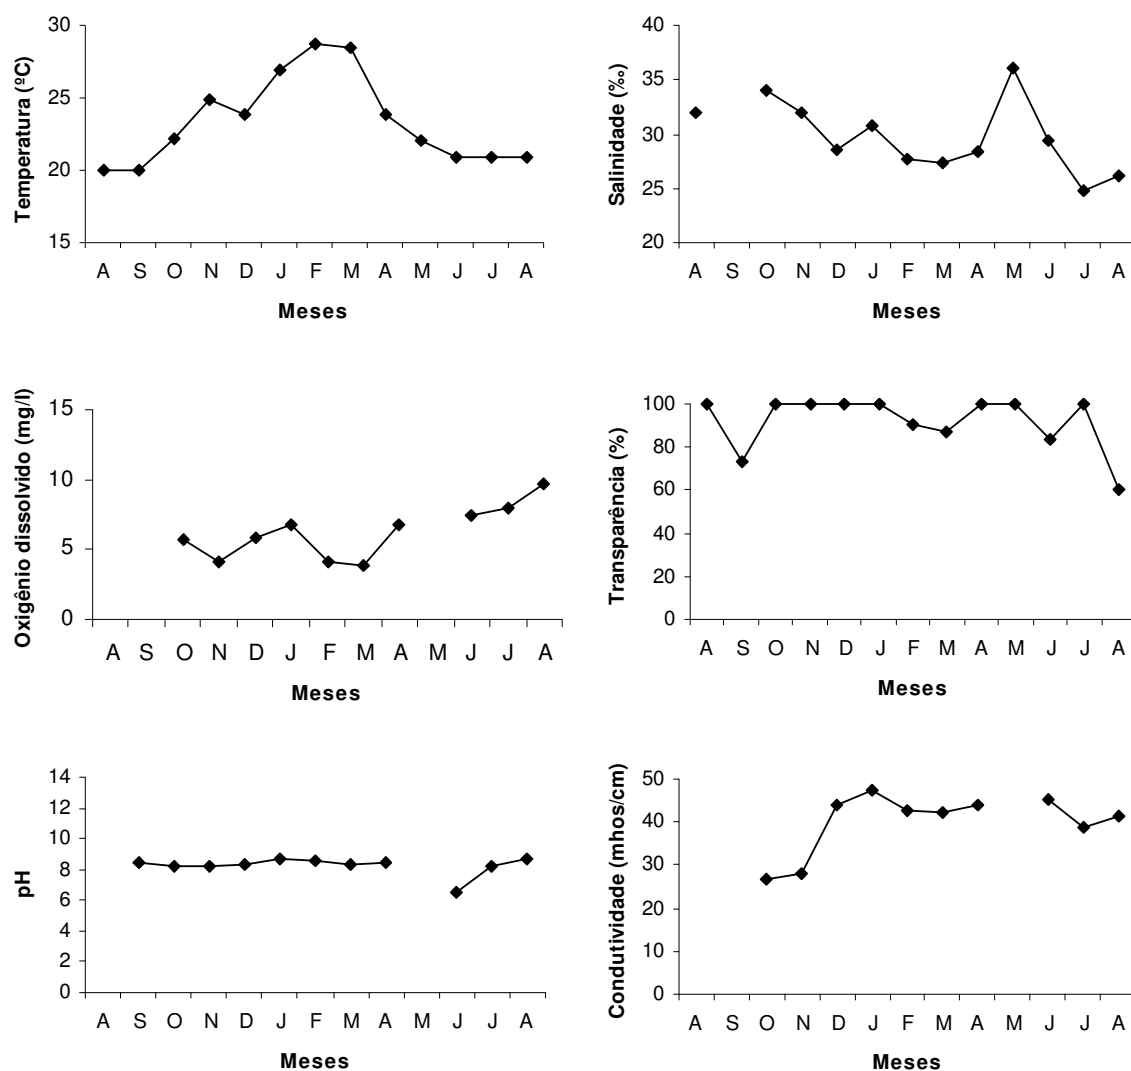 Temperatura (ºC)
30
25
20
15
A S O N D J F M A M J J A
Meses
Salinidade (‰)
40
35
30
25
20
A S O N D J F M A M J J A
Meses
Oxigênio dissolvido (mg/l)
15
10
5
0
A S O N D J F M A M J J A
Meses
Transparência (%)
100
80
60
40
20
0
A S O N D J F M A M J J A
Meses
pH
14
12
10
8
6
4
2
0
A S O N D J F M A M J J A
Meses
Condutividade (mhos/cm)
50
40
30
20
10
0
A S O N D J F M A M J J A
Meses